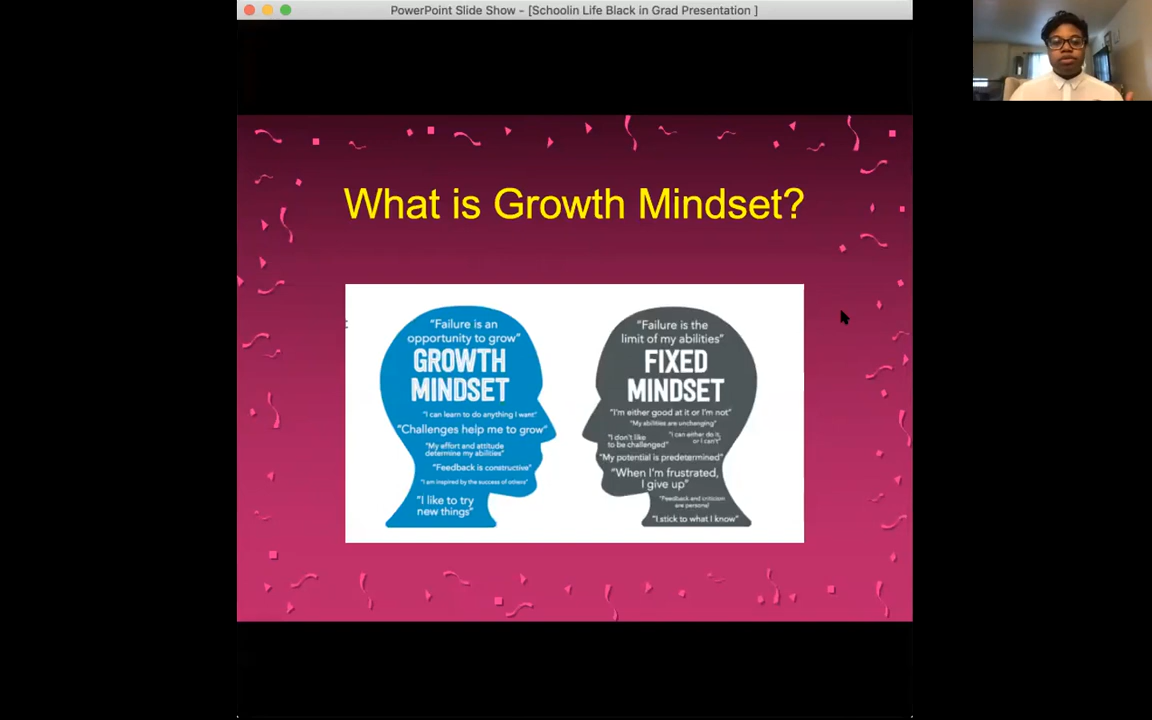 PowerPoint Slide Show - [Schoolin Life Black in Grad Presentation ]
What is Growth Mindset?
"Failure is an
opportunity to grow"
GROWTH
MINDSET
"I can learn to do anything I want"
"Challenges help me to grow"
"My effort and attitude
determine my abilities"
"Feedback is constructive"
"I am inspired by the success of others"
"I like to try
new things"
"Failure is the
limit of my abilities"
FIXED
MINDSET
"I'm either good at it or I'm not"
"My abilities are unchanging"
"I don't like
to be challenged"
"I can either do it,
or I can't"
"My potential is predetermined"
"When I'm frustrated,
I give up"
"Feedback and criticism
are personal"
"I stick to what I know"